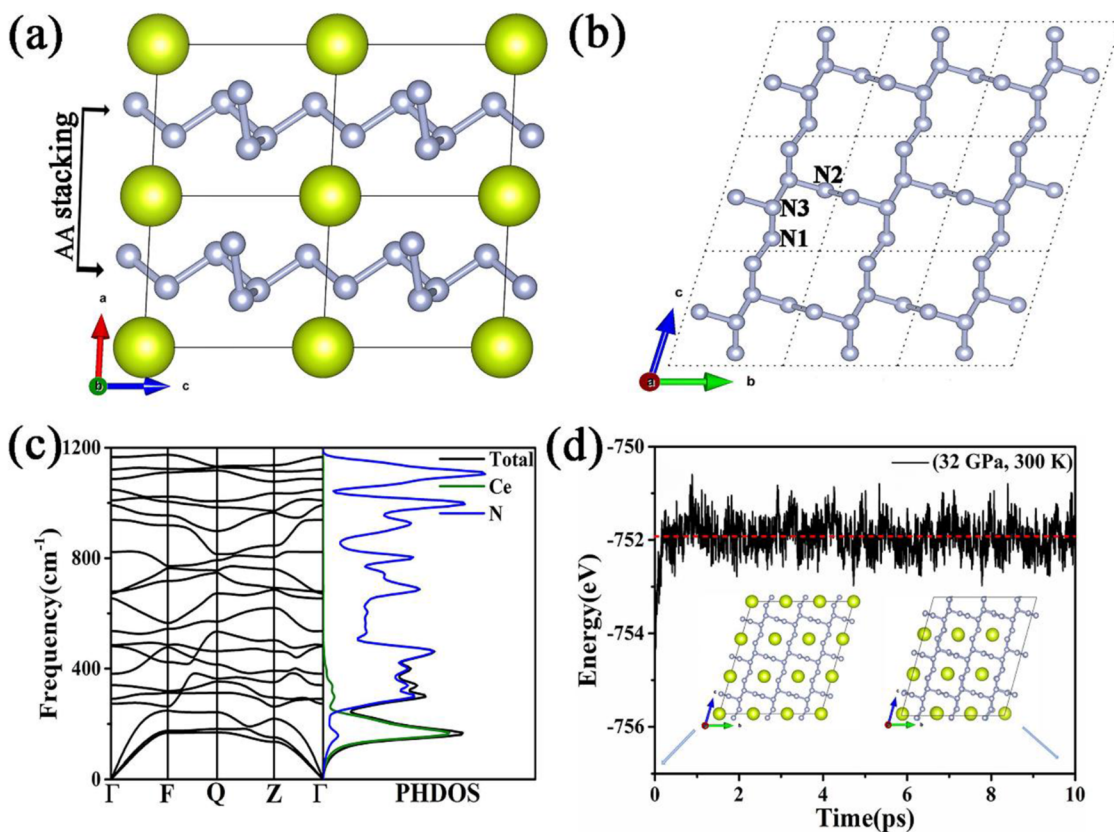 (a)
AA stacking
a
b
c
(b)
N2
N3
N1
c
a
b
(c)
Frequency(cm-1)
1200
800
400
0
Γ F Q Z Γ
PHDOS
Total
Ce
N
(d)
Energy(eV)
-750
-752
-754
-756
(32 GPa, 300 K)
0 2 4 6 8 10
Time(ps)